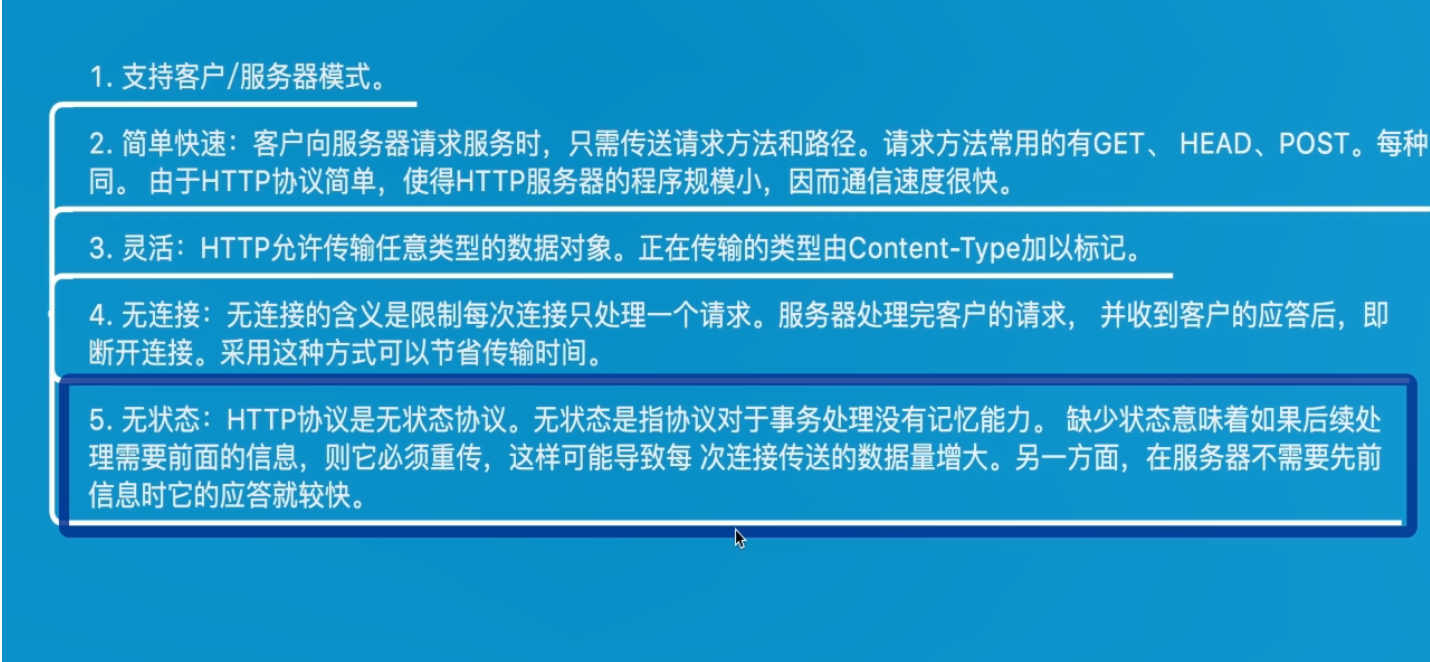 1. 支持客户/服务器模式。
2. 简单快速：客户向服务器请求服务时，只需传送请求方法和路径。请求方法常用的有GET、 HEAD、POST。每种
同。 由于HTTP协议简单，使得HTTP服务器的程序规模小，因而通信速度很快。
3. 灵活：HTTP允许传输任意类型的数据对象。正在传输的类型由Content-Type加以标记。
4. 无连接：无连接的含义是限制每次连接只处理一个请求。服务器处理完客户的请求， 并收到客户的应答后，即
断开连接。采用这种方式可以节省传输时间。
5. 无状态：HTTP协议是无状态协议。无状态是指协议对于事务处理没有记忆能力。 缺少状态意味着如果后续处
理需要前面的信息，则它必须重传，这样可能导致每 次连接传送的数据量增大。另一方面，在服务器不需要先前
信息时它的应答就较快。